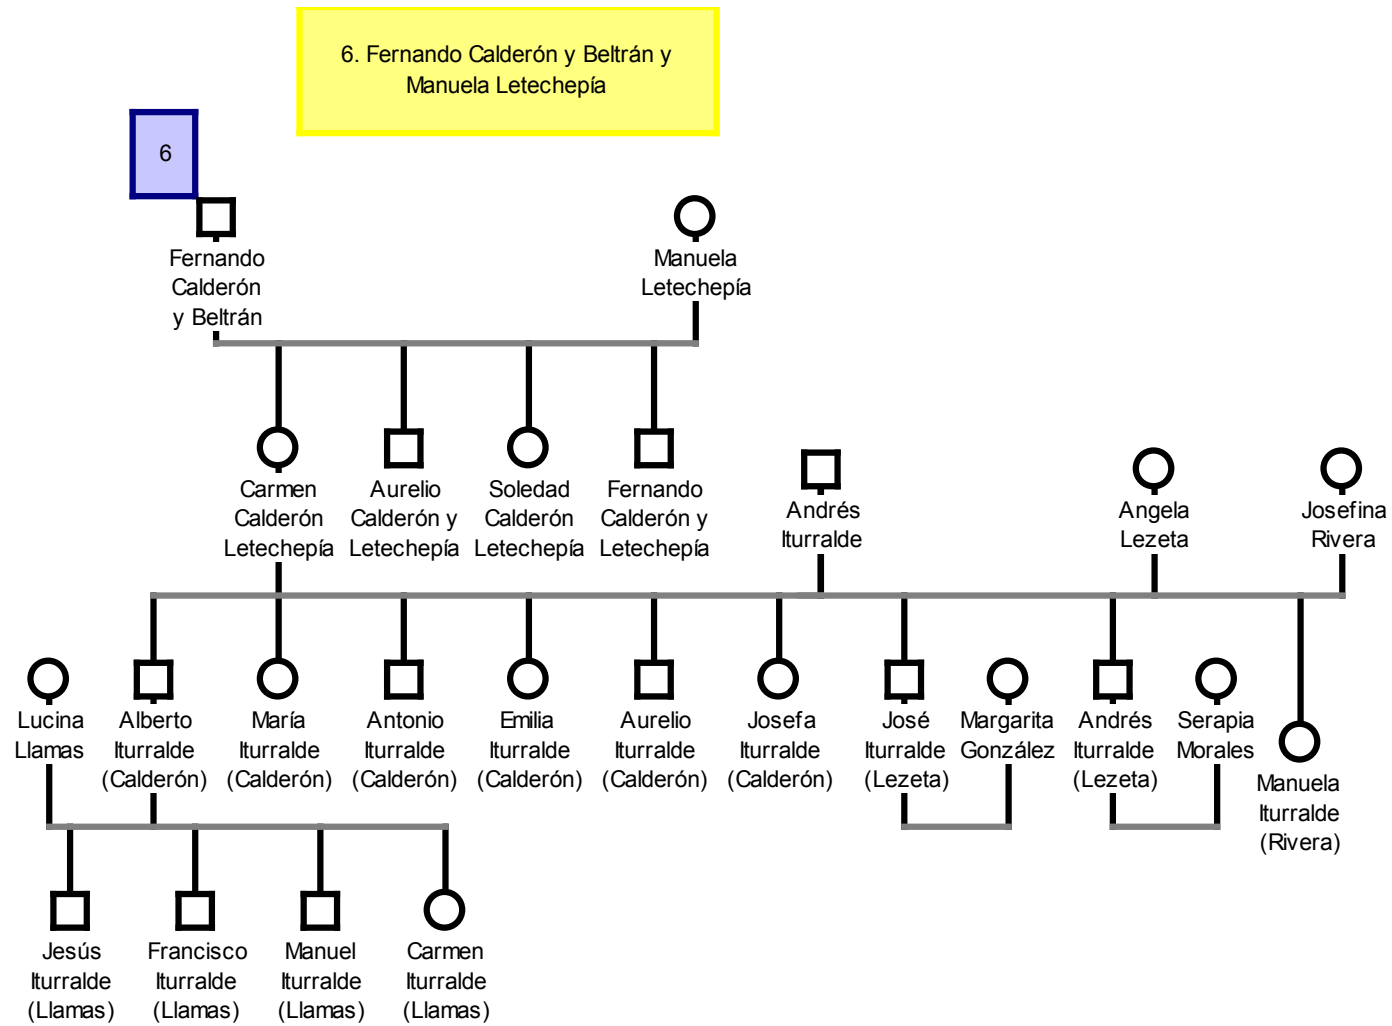 6. Fernando Calderón y Beltrán y
Manuela Letechepía
6
Fernando
Calderón
y Beltrán
Manuela
Letechepía
Carmen
Calderón
Letechepía
Aurelio
Calderón y
Letechepía
Soledad
Calderón
Letechepía
Fernando
Calderón y
Letechepía
Andrés
Iturralde
Angela
Lezeta
Josefina
Rivera
Lucina
Llamas
Alberto
Iturralde
(Calderón)
María
Iturralde
(Calderón)
Antonio
Iturralde
(Calderón)
Emilia
Iturralde
(Calderón)
Aurelio
Iturralde
(Calderón)
Josefa
Iturralde
(Calderón)
José
Iturralde
(Lezeta)
Margarita
González
Andrés
Iturralde
(Lezeta)
Serapia
Morales
Manuela
Iturralde
(Rivera)
Jesús
Iturralde
(Llamas)
Francisco
Iturralde
(Llamas)
Manuel
Iturralde
(Llamas)
Carmen
Iturralde
(Llamas)